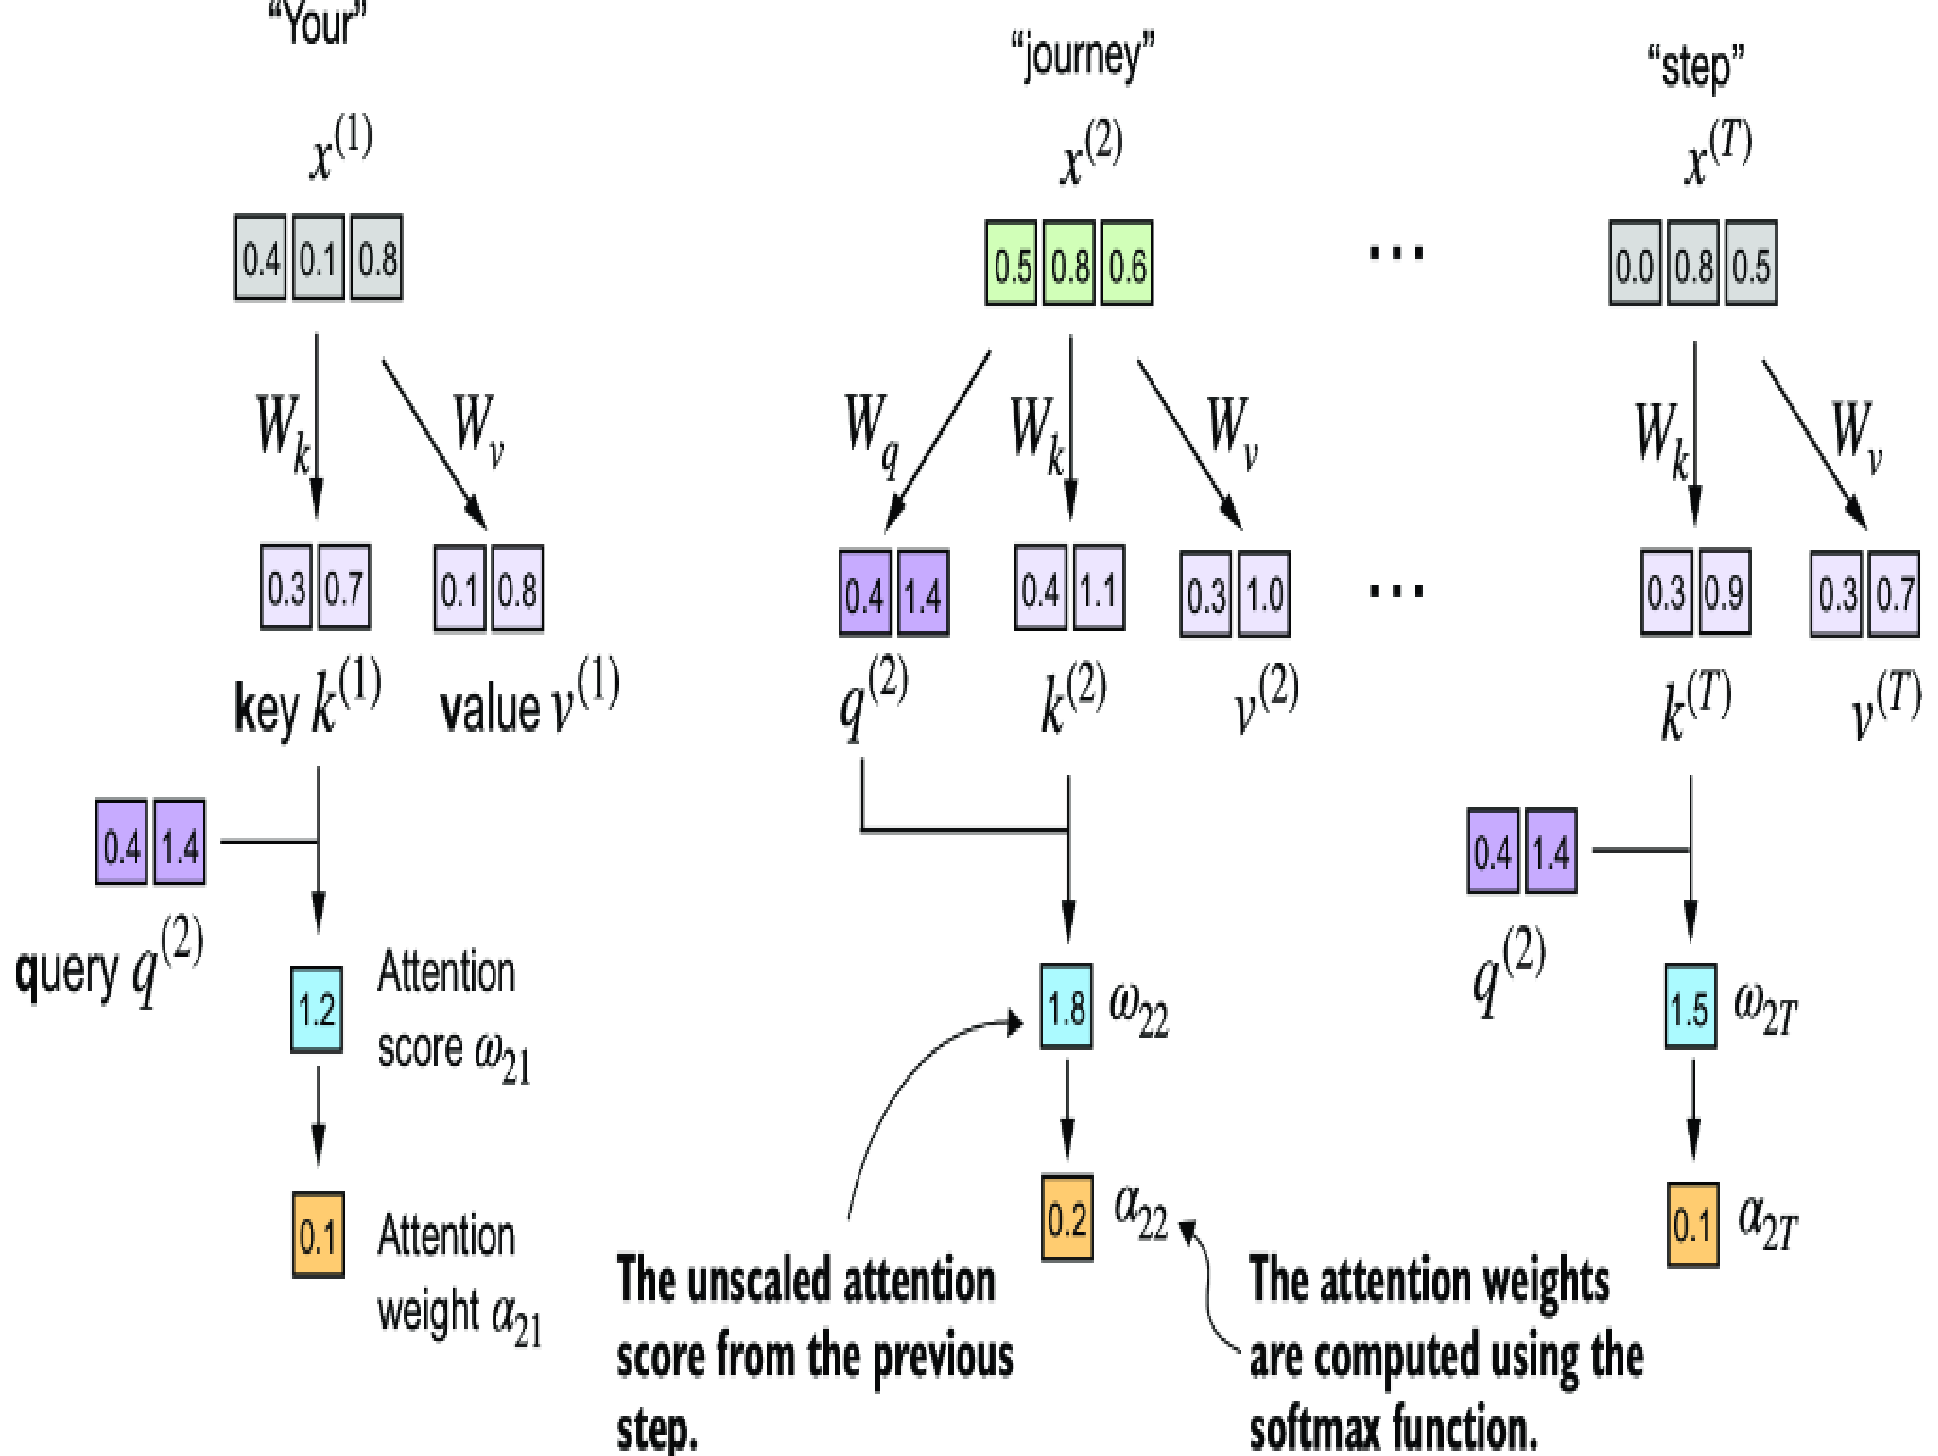 “Your”
“journey”
“step”
x(1)
x(2)
x(T)
0.4 0.1 0.8
0.5 0.8 0.6
...
0.0 0.8 0.5
Wk
Wv
Wq
Wk
Wv
Wk
Wv
0.3 0.7
0.1 0.8
0.4 1.4
0.4 1.1
0.3 1.0
...
0.3 0.9
0.3 0.7
key k(1)
value v(1)
q(2)
k(2)
v(2)
k(T)
v(T)
0.4 1.4
query q(2)
0.4 1.4
q(2)
1.2
Attention
score ω21
1.8
ω22
1.5
ω2T
0.1
Attention
weight α21
0.2
α22
0.1
α2T
The unscaled attention
score from the previous
step.
The attention weights
are computed using the
softmax function.